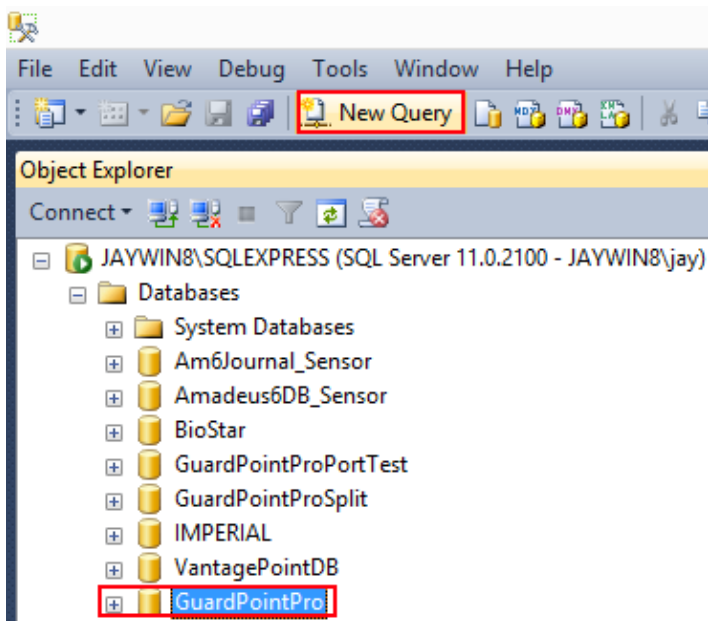 File Edit View Debug Tools Window Help
New Query
Object Explorer
Connect
JAYWIN8\SQLEXPRESS (SQL Server 11.0.2100 - JAYWIN8\jay)
Databases
System Databases
Am6Journal_Sensor
Amadeus6DB_Sensor
BioStar
GuardPointProPortTest
GuardPointProSplit
IMPERIAL
VantagePointDB
GuardPointPro